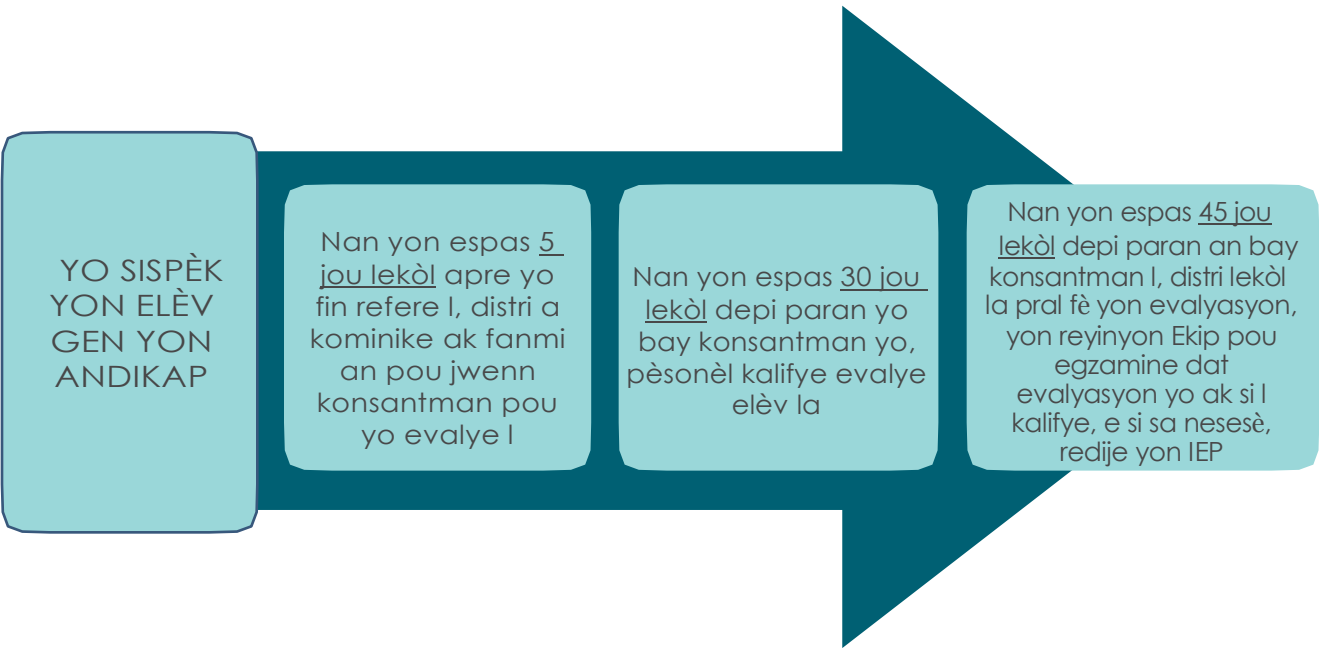 YO SISPÈK
YON ELÈV
GEN YON
ANDIKAP
Nan yon espas 5
jou lekòl apre yo
fin refere l, distri a
kominike ak fanmi
an pou jwenn
konsantman pou
yo evalye l
Nan yon espas 30 jou
lekòl depi paran yo
bay konsantman yo,
pèsonèl kalifye evalye
elèv la
Nan yon espas 45 jou
lekòl depi paran an bay
konsantman l, distri lekòl
la pral fè yon evalyasyon,
yon reyinyon Ekip pou
egzamine dat
evalyasyon yo ak si l
kalifye, e si sa nesesè,
redije yon IEP